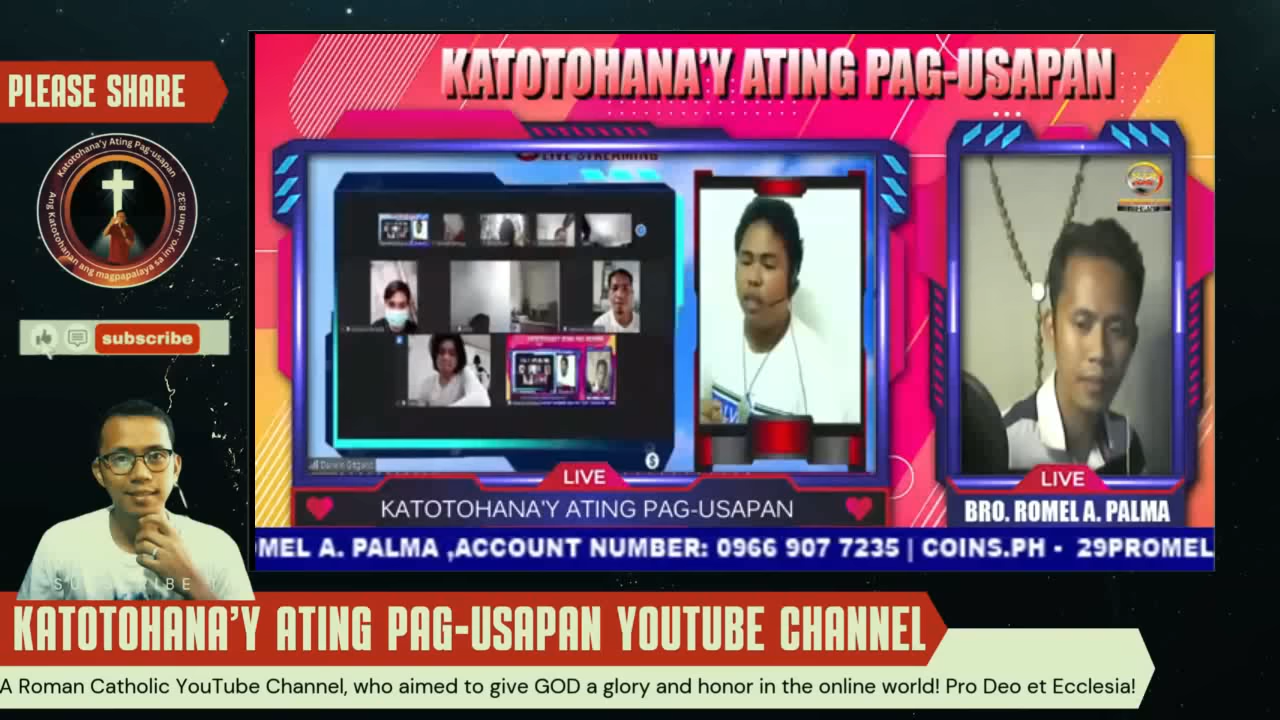 PLEASE SHARE
Katotohana'y Ating Pag-usapan
Ang Katotohanan ang magpapalaya sa inyo. Juan 8:32
subscribe
KATOTOHANA'Y ATING PAG-USAPAN
LIVE STREAMING
LIVE
KATOTOHANA'Y ATING PAG-USAPAN
LIVE
BRO. ROMEL A. PALMA
MEL A. PALMA ,ACCOUNT NUMBER: 0966 907 7235 | COINS.PH - 29PROMEL
SUBSCRIBE
KATOTOHANA'Y ATING PAG-USAPAN YOUTUBE CHANNEL
A Roman Catholic YouTube Channel, who aimed to give GOD a glory and honor in the online world! Pro Deo et Ecclesia!